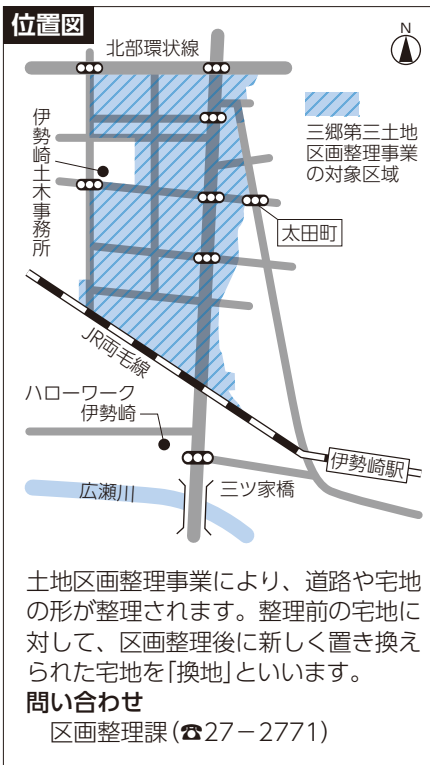 位置図
N
北部環状線
伊勢崎土木事務所
三郷第三土地
区画整理事業
の対象区域
太田町
JR両毛線
ハローワーク
伊勢崎
伊勢崎駅
広瀬川
三ツ家橋
土地区画整理事業により、道路や宅地
の形が整理されます。整理前の宅地に
対して、区画整理後に新しく置き換え
られた宅地を「換地」といいます。
問い合わせ
区画整理課(☎27−2771)